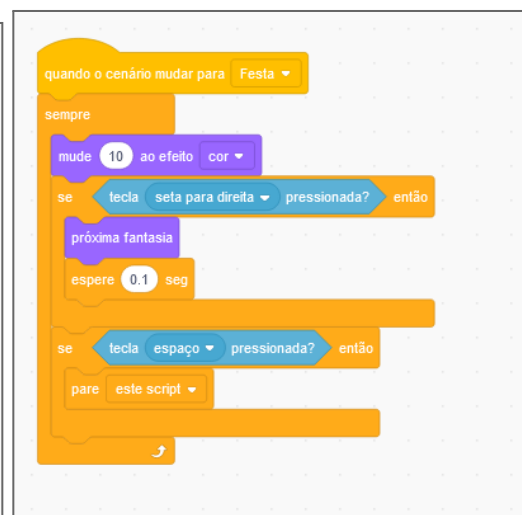 quando o cenário mudar para Festa
sempre
mude 10 ao efeito cor
se tecla seta para direita pressionada? então
próxima fantasia
espere 0.1 seg
se tecla espaço pressionada? então
pare este script